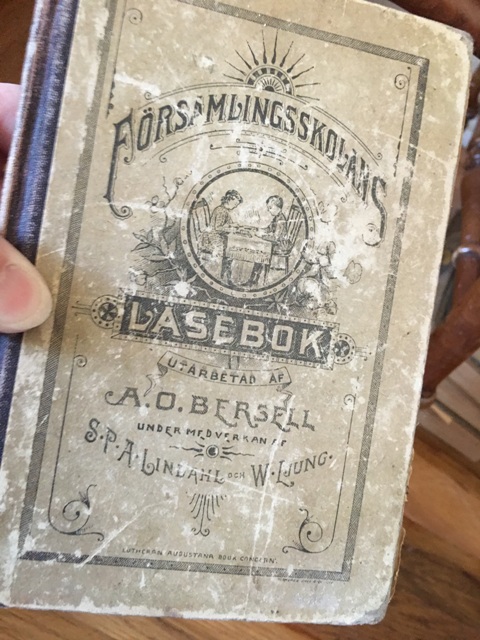 FÖRSAMLINGSSKOLANS
LÄSEBOK
UTARBETAD AF
A.O. BERSELL
UNDER MEDVERKAN AF
S.P.A. LINDAHL OCH W. LJUNG.
LUTHERAN AUGUSTANA BOOK CONCERN.